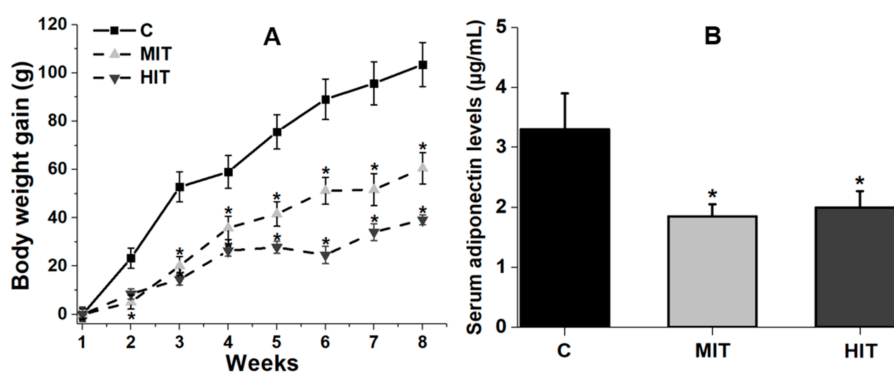 A
C
MIT
HIT
Body weight gain (g)
120
100
80
60
40
20
0
1 2 3 4 5 6 7 8
Weeks
* * * * * * *
* * * * * * *
B
Serum adiponectin levels (µg/mL)
5
4
3
2
1
0
* *
C MIT HIT